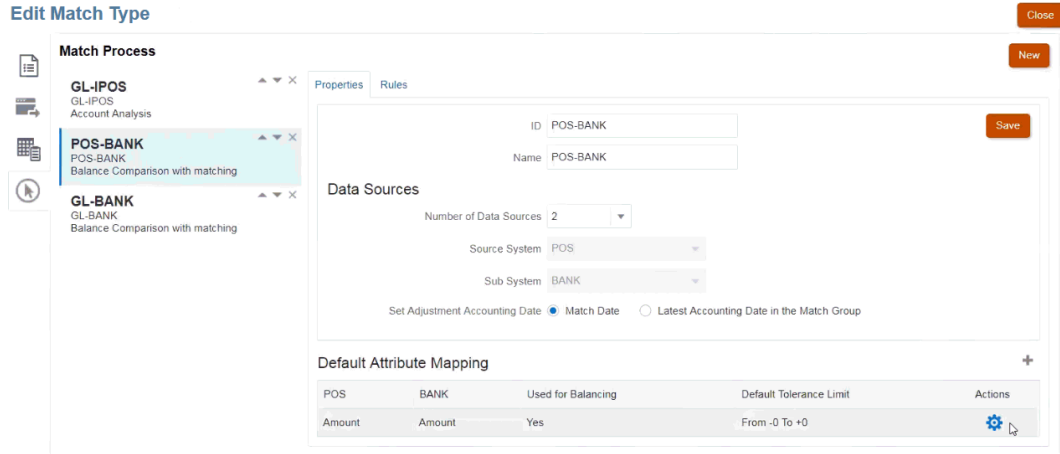 Edit Match Type
Close
Match Process
New
GL-IPOS
GL-IPOS
Account Analysis
POS-BANK
POS-BANK
Balance Comparison with matching
GL-BANK
GL-BANK
Balance Comparison with matching
Properties Rules
ID POS-BANK
Save
Name POS-BANK
Data Sources
Number of Data Sources 2
Source System POS
Sub System BANK
Set Adjustment Accounting Date Match Date Latest Accounting Date in the Match Group
Default Attribute Mapping
POS BANK Used for Balancing Default Tolerance Limit Actions
Amount Amount Yes From -0 To +0